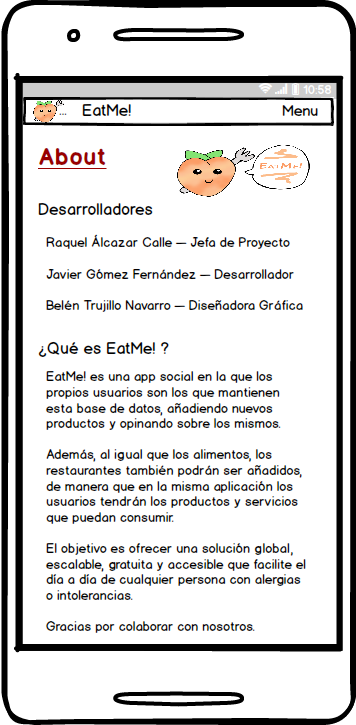 10:58
... EatMe! Menu
About
EatMe!
Desarrolladores
Raquel Álcazar Calle — Jefa de Proyecto
Javier Gómez Fernández — Desarrollador
Belén Trujillo Navarro — Diseñadora Gráfica
¿Qué es EatMe! ?
EatMe! es una app social en la que los
propios usuarios son los que mantienen
esta base de datos, añadiendo nuevos
productos y opinando sobre los mismos.
Además, al igual que los alimentos, los
restaurantes también podrán ser añadidos,
de manera que en la misma aplicación los
usuarios tendrán los productos y servicios
que puedan consumir.
El objetivo es ofrecer una solución global,
escalable, gratuita y accesible que facilite el
día a día de cualquier persona con alergias
o intolerancias.
Gracias por colaborar con nosotros.